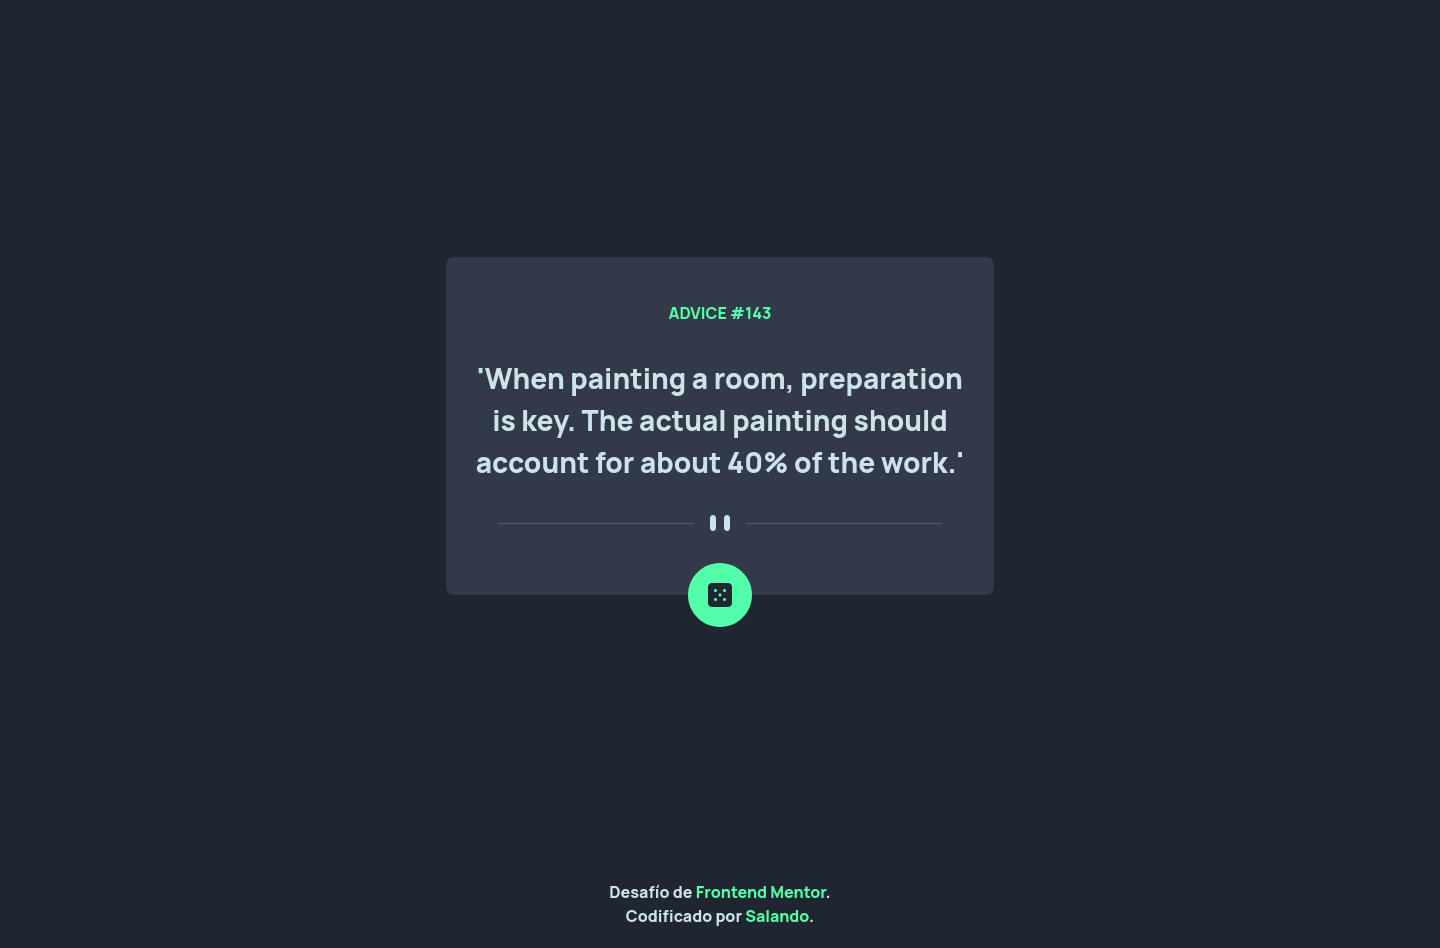 ADVICE #143
'When painting a room, preparation
is key. The actual painting should
account for about 40% of the work.'
Desafío de Frontend Mentor.
Codificado por Salando.